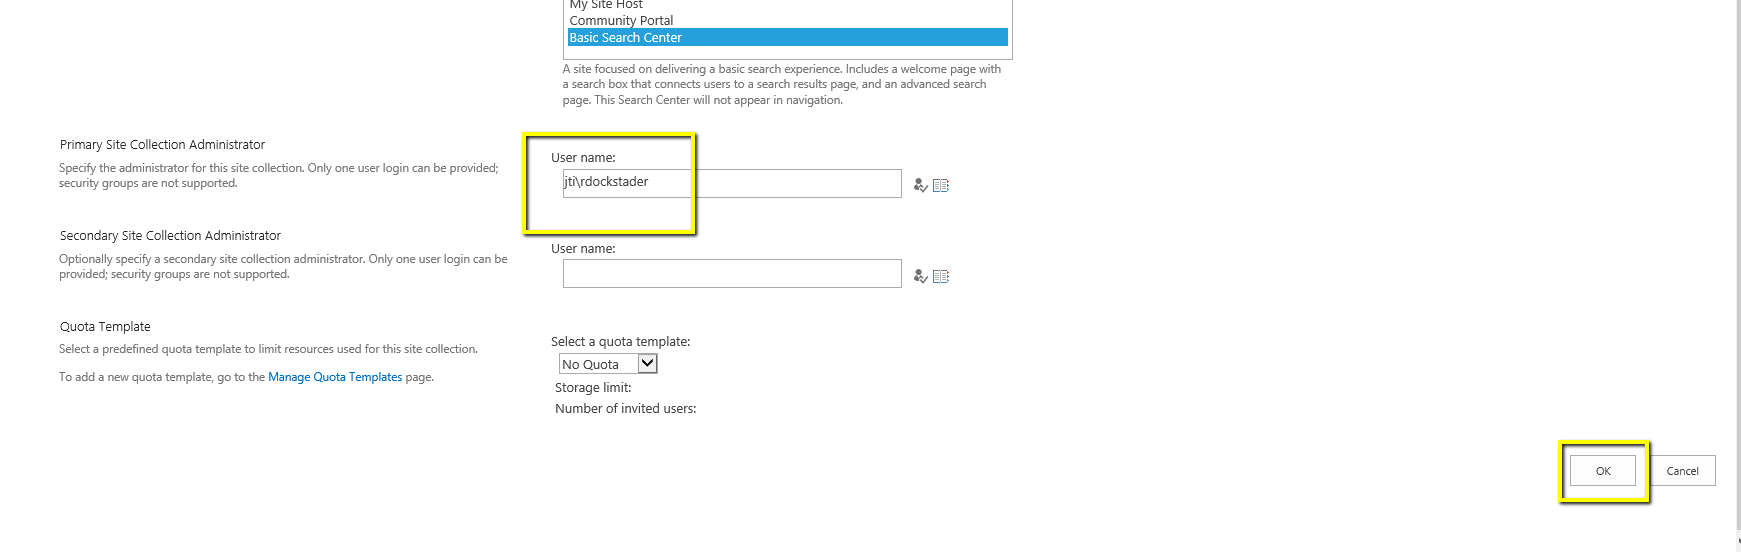 My Site Host
Community Portal
Basic Search Center
A site focused on delivering a basic search experience. Includes a welcome page with
a search box that connects users to a search results page, and an advanced search
page. This Search Center will not appear in navigation.
Primary Site Collection Administrator
Specify the administrator for this site collection. Only one user login can be provided;
security groups are not supported.
User name:
jti\rdockstader
Secondary Site Collection Administrator
Optionally specify a secondary site collection administrator. Only one user login can be
provided; security groups are not supported.
User name:
Quota Template
Select a predefined quota template to limit resources used for this site collection.
To add a new quota template, go to the Manage Quota Templates page.
Select a quota template:
No Quota
Storage limit:
Number of invited users:
OK
Cancel